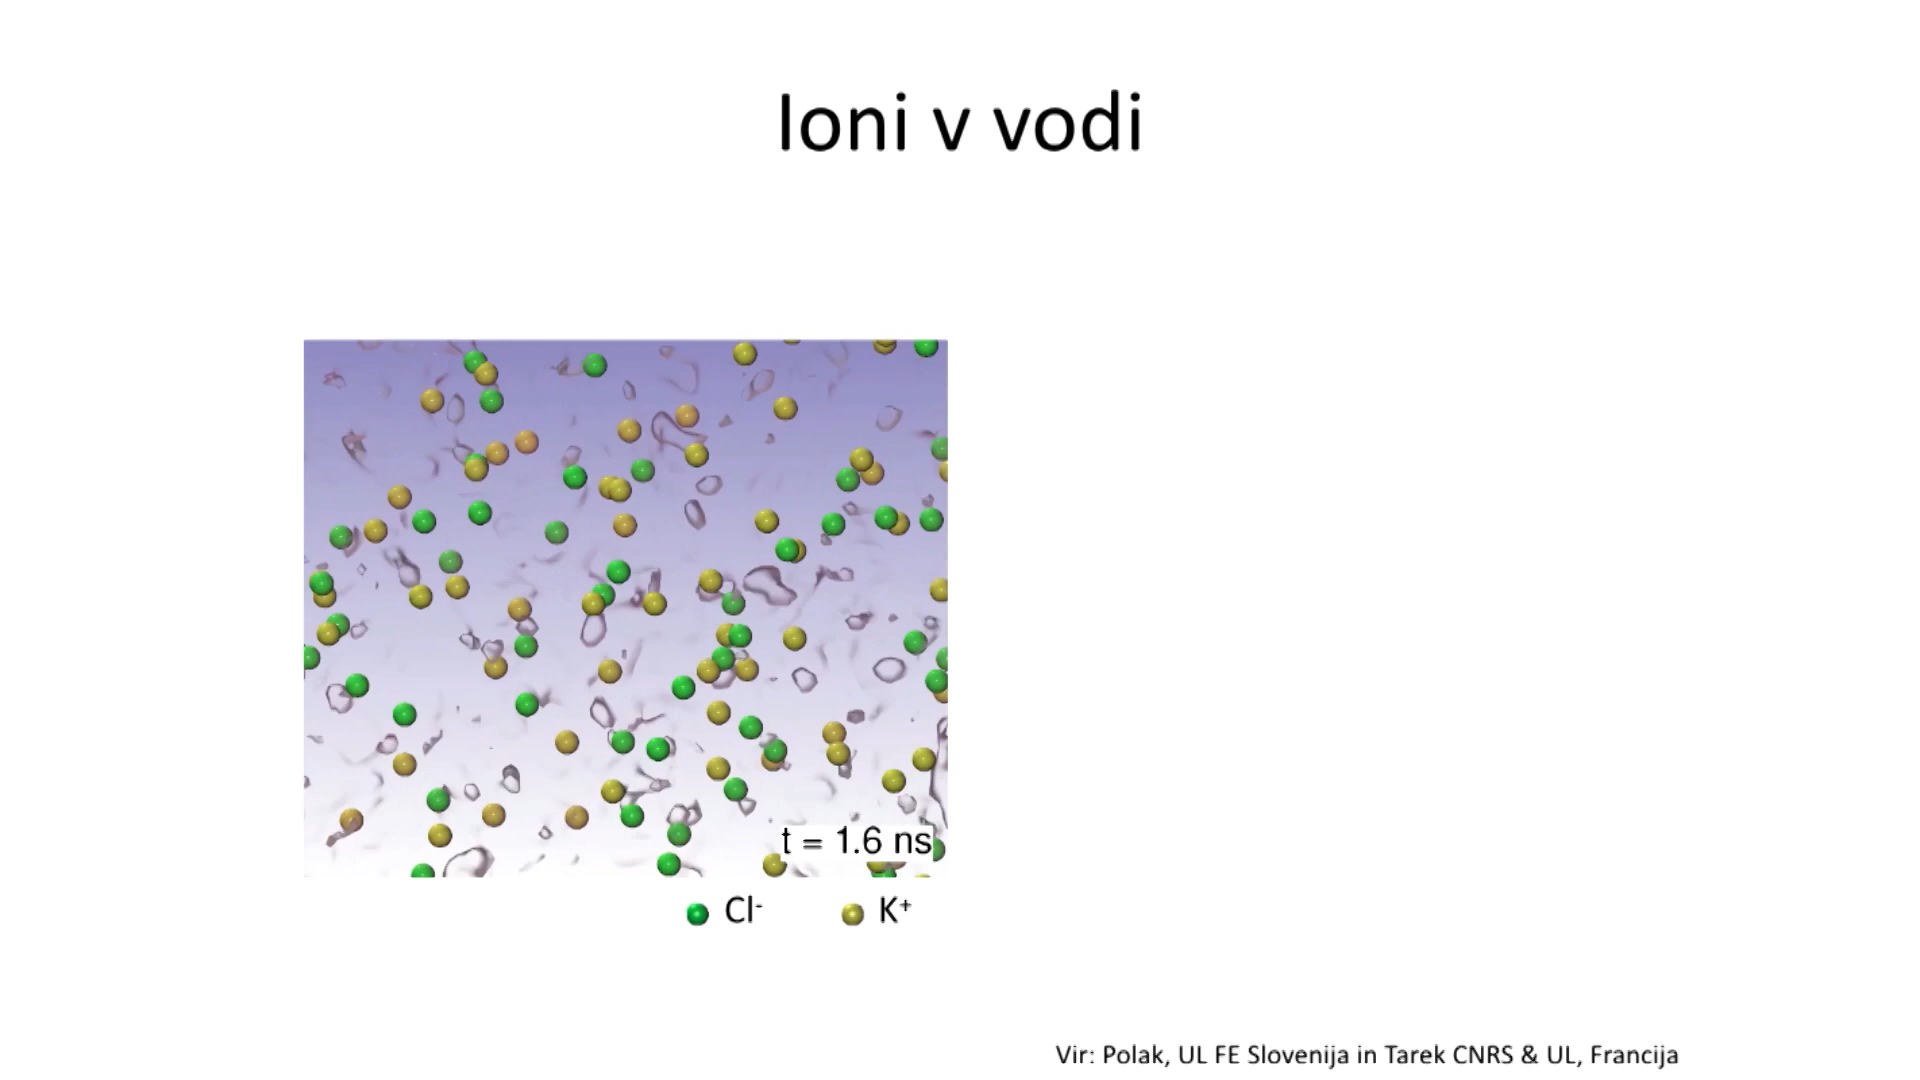 Ioni v vodi
t = 1.6 ns
Cl⁻ K⁺
Vir: Polak, UL FE Slovenija in Tarek CNRS & UL, Francija